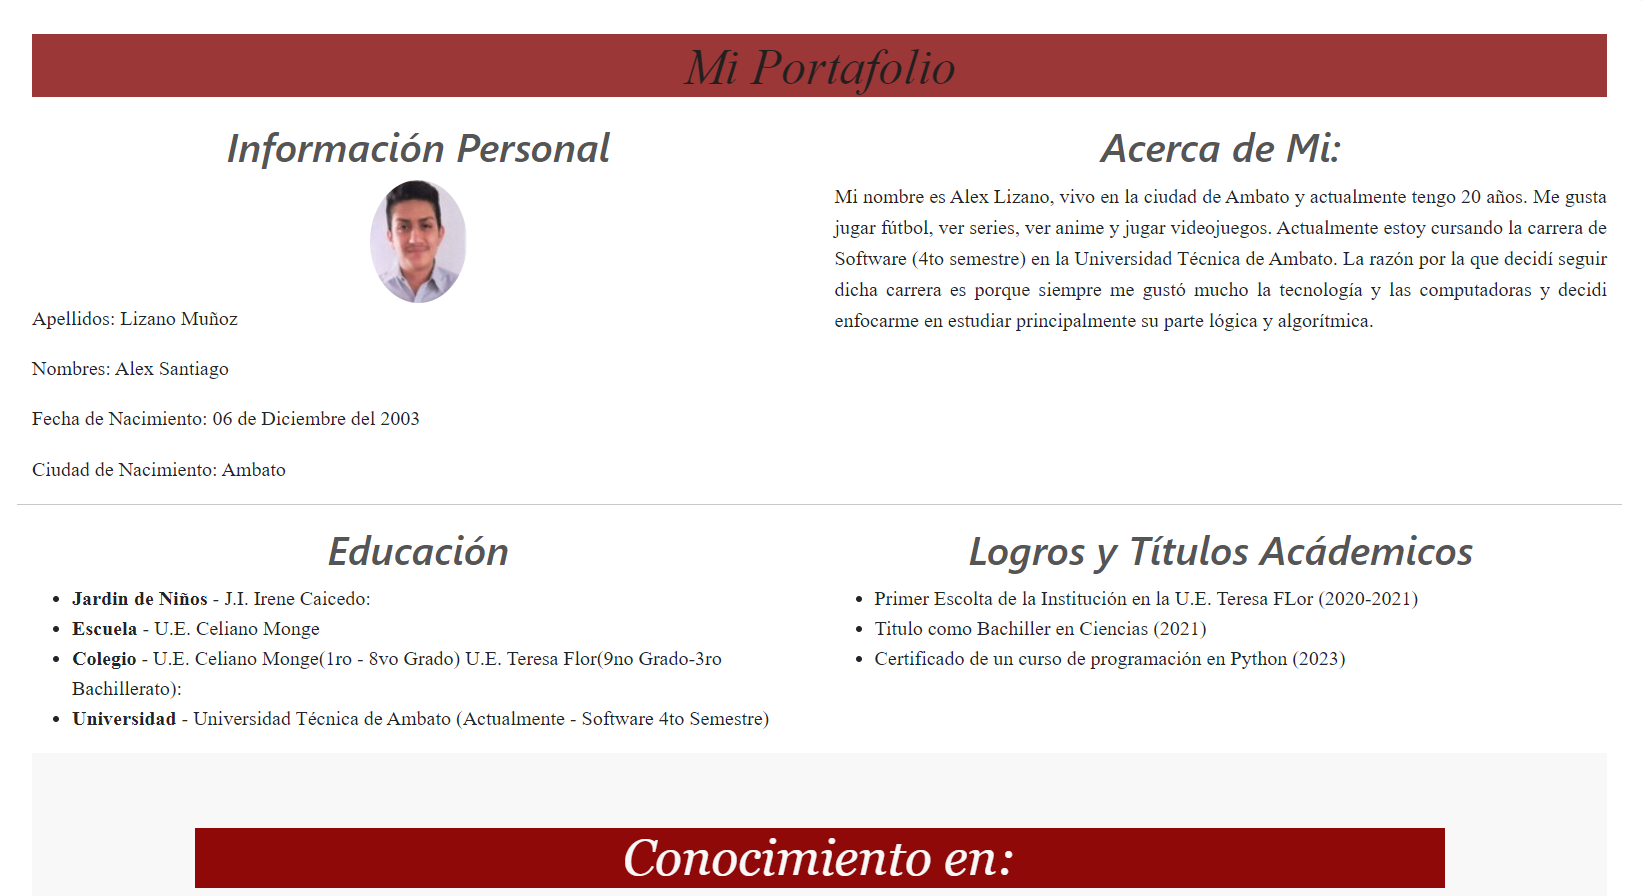 Mi Portafolio
Información Personal
Apellidos: Lizano Muñoz
Nombres: Alex Santiago
Fecha de Nacimiento: 06 de Diciembre del 2003
Ciudad de Nacimiento: Ambato
Acerca de Mi:
Mi nombre es Alex Lizano, vivo en la ciudad de Ambato y actualmente tengo 20 años. Me gusta
jugar fútbol, ver series, ver anime y jugar videojuegos. Actualmente estoy cursando la carrera de
Software (4to semestre) en la Universidad Técnica de Ambato. La razón por la que decidí seguir
dicha carrera es porque siempre me gustó mucho la tecnología y las computadoras y decidi
enfocarme en estudiar principalmente su parte lógica y algorítmica.
Educación
• Jardin de Niños - J.I. Irene Caicedo:
• Escuela - U.E. Celiano Monge
• Colegio - U.E. Celiano Monge(1ro - 8vo Grado) U.E. Teresa Flor(9no Grado-3ro
Bachillerato):
• Universidad - Universidad Técnica de Ambato (Actualmente - Software 4to Semestre)
Logros y Títulos Acádemicos
• Primer Escolta de la Institución en la U.E. Teresa FLor (2020-2021)
• Titulo como Bachiller en Ciencias (2021)
• Certificado de un curso de programación en Python (2023)
Conocimiento en: